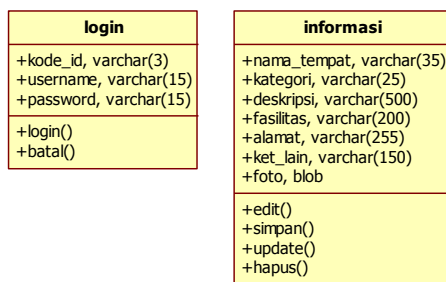 login
+kode_id, varchar(3)
+username, varchar(15)
+password, varchar(15)
+login()
+batal()
informasi
+nama_tempat, varchar(35)
+kategori, varchar(25)
+deskripsi, varchar(500)
+fasilitas, varchar(200)
+alamat, varchar(255)
+ket_lain, varchar(150)
+foto, blob
+edit()
+simpan()
+update()
+hapus()